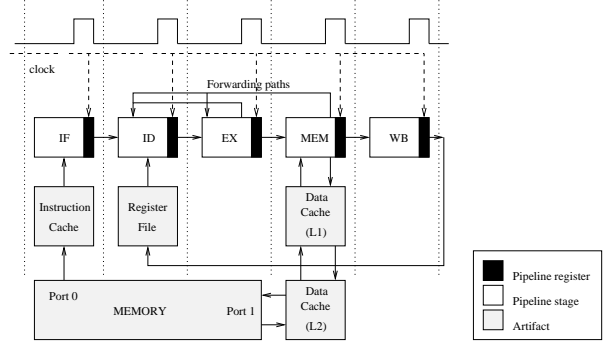 clock
Forwarding paths
IF
ID
EX
MEM
WB
Instruction
Cache
Register
File
Data
Cache
(L1)
Port 0
MEMORY
Port 1
Data
Cache
(L2)
Pipeline register
Pipeline stage
Artifact